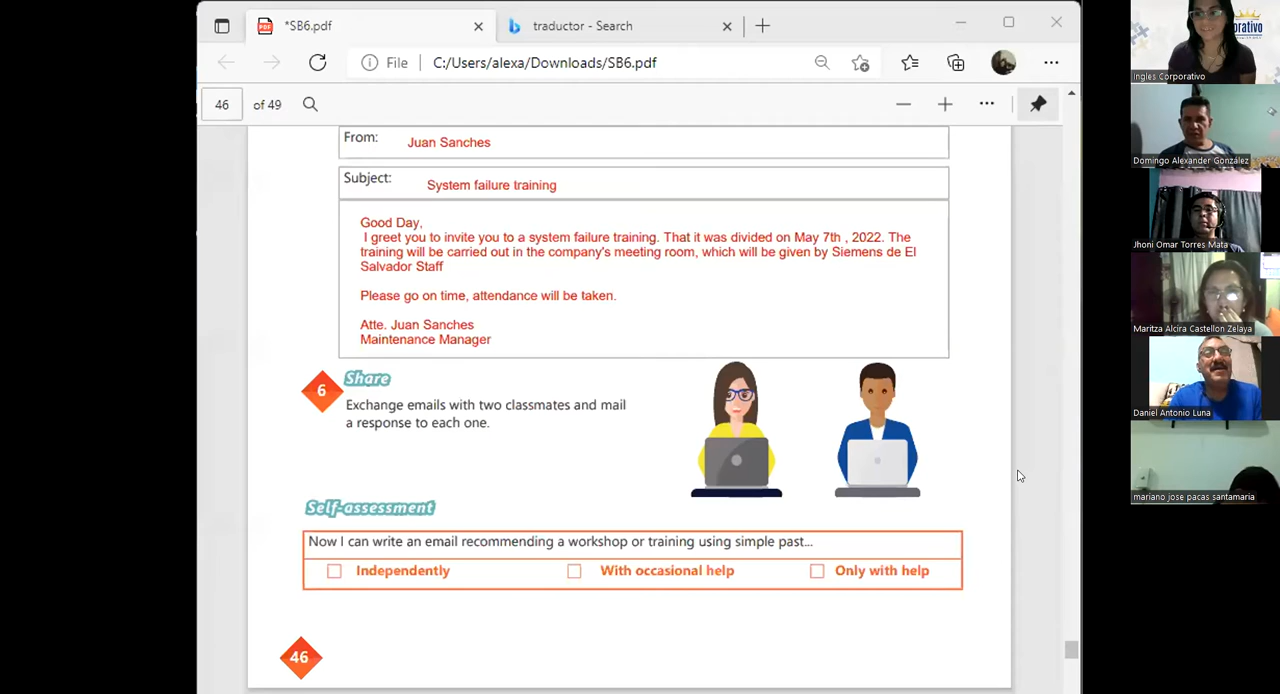 *SB6.pdf
traductor - Search
File
C:/Users/alexa/Downloads/SB6.pdf
46
of 49
From:
Juan Sanches
Subject:
System failure training
Good Day,
I greet you to invite you to a system failure training. That it was divided on May 7th , 2022. The
training will be carried out in the company's meeting room, which will be given by Siemens de El
Salvador Staff
Please go on time, attendance will be taken.
Atte. Juan Sanches
Maintenance Manager
6
Share
Exchange emails with two classmates and mail
a response to each one.
Self-assessment
Now I can write an email recommending a workshop or training using simple past...
Independently
With occasional help
Only with help
46
Ingles Corporativo
Domingo Alexander González
Jhoni Omar Torres Mata
Maritza Alcira Castellon Zelaya
Daniel Antonio Luna
mariano jose pacas santamaria